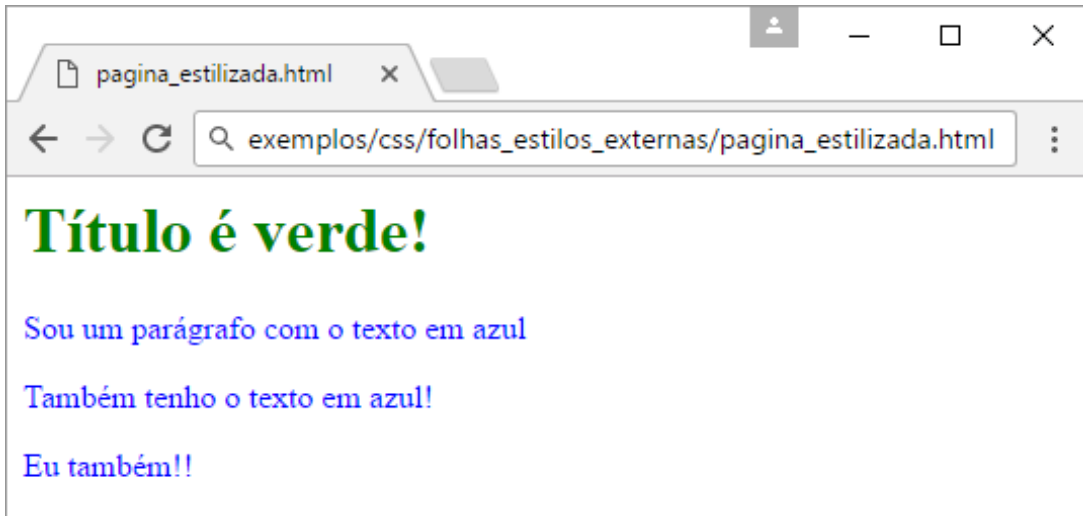 pagina_estilizada.html
exemplos/css/folhas_estilos_externas/pagina_estilizada.html
Título é verde!
Sou um parágrafo com o texto em azul
Também tenho o texto em azul!
Eu também!!